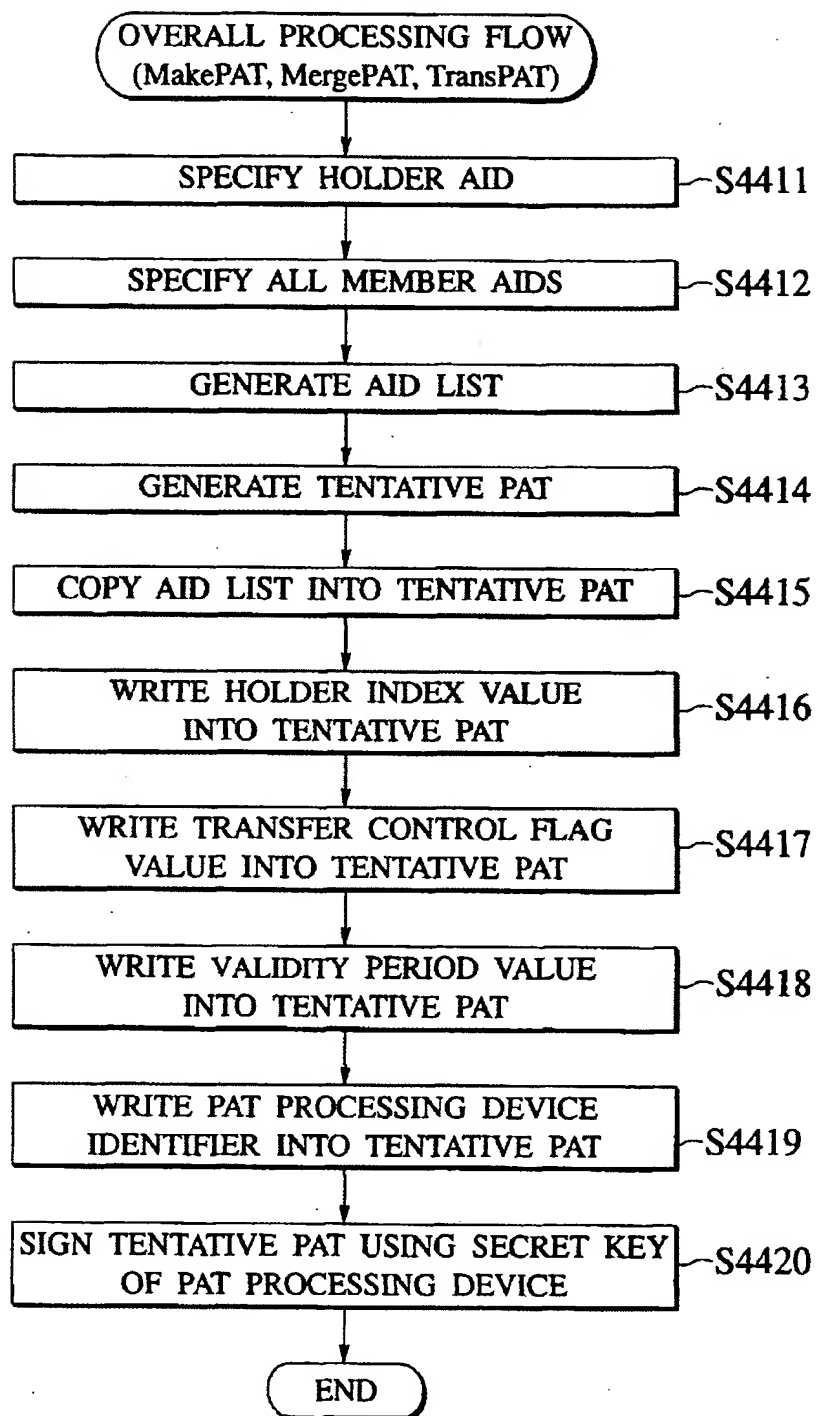 OVERALL PROCESSING FLOW
(MakePAT, MergePAT, TransPAT)
SPECIFY HOLDER AID
S4411
SPECIFY ALL MEMBER AIDS
S4412
GENERATE AID LIST
S4413
GENERATE TENTATIVE PAT
S4414
COPY AID LIST INTO TENTATIVE PAT
S4415
WRITE HOLDER INDEX VALUE
INTO TENTATIVE PAT
S4416
WRITE TRANSFER CONTROL FLAG
VALUE INTO TENTATIVE PAT
S4417
WRITE VALIDITY PERIOD VALUE
INTO TENTATIVE PAT
S4418
WRITE PAT PROCESSING DEVICE
IDENTIFIER INTO TENTATIVE PAT
S4419
SIGN TENTATIVE PAT USING SECRET KEY
OF PAT PROCESSING DEVICE
S4420
END